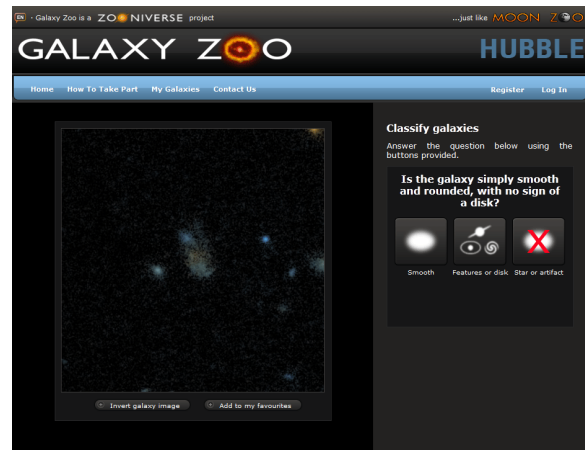 EN - Galaxy Zoo is a ZOONIVERSE project
...just like MOON ZOO
GALAXY ZOO
HUBBLE
Home How To Take Part My Galaxies Contact Us
Register Log In
Classify galaxies
Answer the question below using the
buttons provided.
Is the galaxy simply smooth
and rounded, with no sign of
a disk?
Smooth Features or disk Star or artifact
Invert galaxy image Add to my favourites